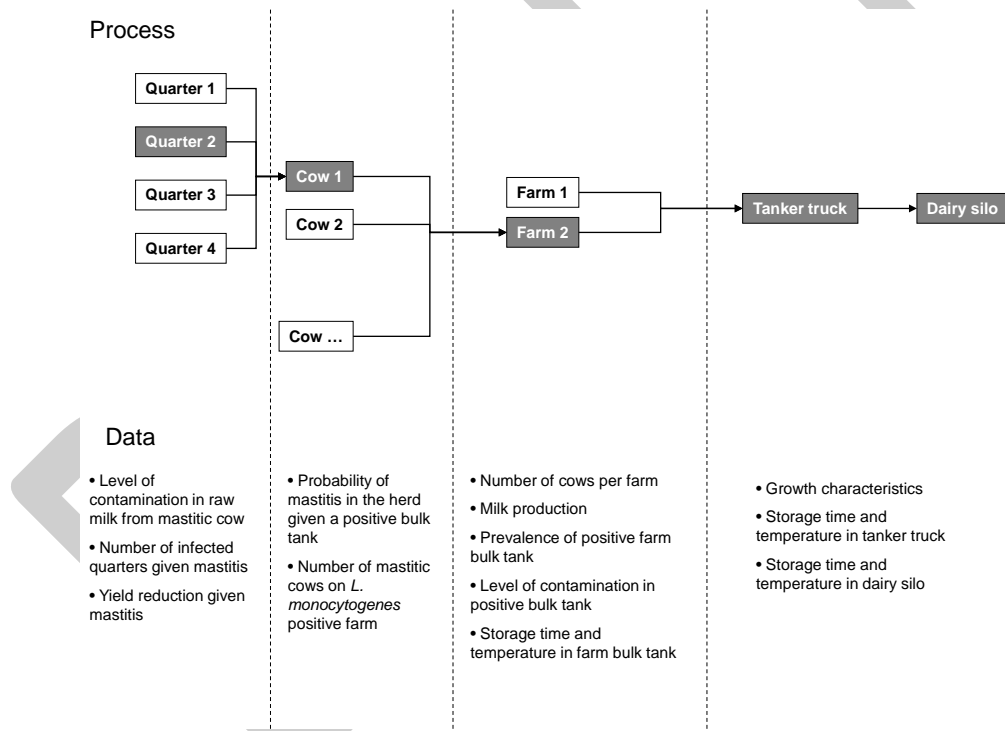 Process
Quarter 1
Quarter 2
Quarter 3
Quarter 4
Cow 1
Cow 2
Cow …
Farm 1
Farm 2
Tanker truck
Dairy silo
Data
• Level of
contamination in raw
milk from mastitic cow
• Number of infected
quarters given mastitis
• Yield reduction given
mastitis
• Probability of
mastitis in the herd
given a positive bulk
tank
• Number of mastitic
cows on L.
monocytogenes
positive farm
• Number of cows per farm
• Milk production
• Prevalence of positive farm
bulk tank
• Level of contamination in
positive bulk tank
• Storage time and
temperature in farm bulk tank
• Growth characteristics
• Storage time and
temperature in tanker truck
• Storage time and
temperature in dairy silo